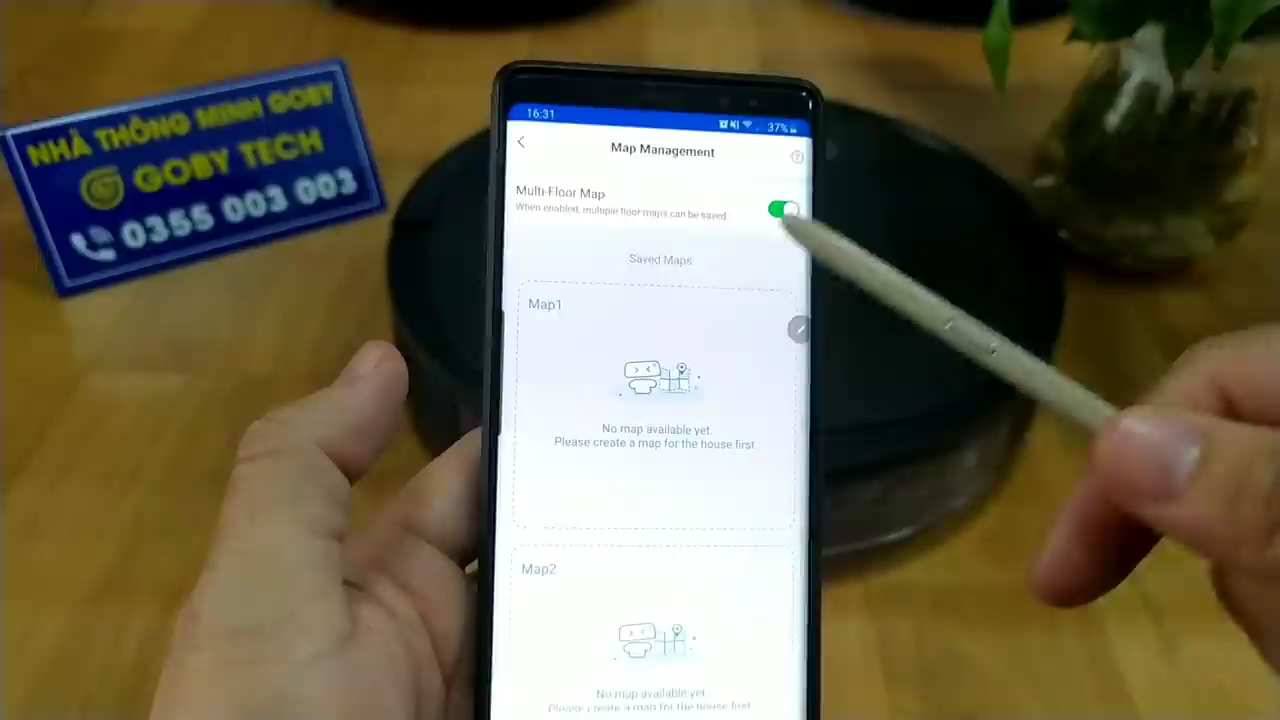 NHÀ THÔNG MINH GOBY
GOBY TECH
0355 003 003
16:31
37%
Map Management
Multi-Floor Map
When enabled, multiple floor maps can be saved
Saved Maps
Map1
No map available yet.
Please create a map for the house first
Map2
No map available yet.
Please create a map for the house first